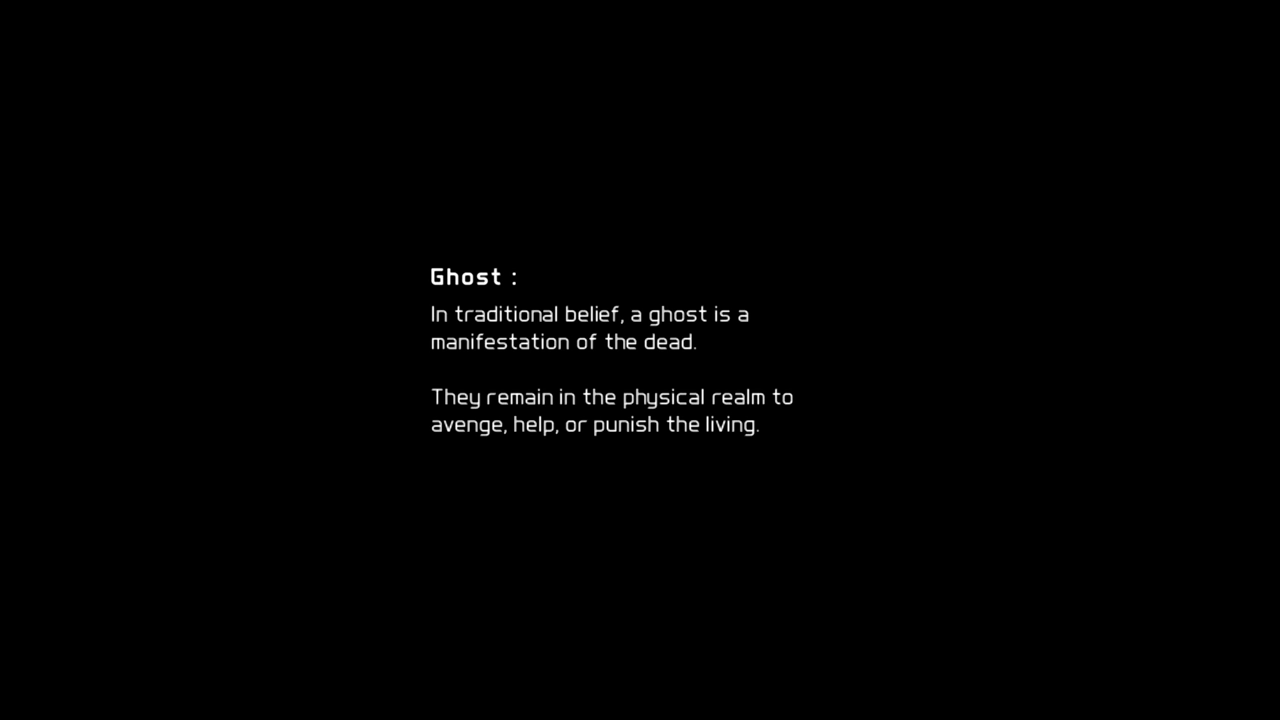 Ghost :
In traditional belief, a ghost is a
manifestation of the dead.
They remain in the physical realm to
avenge, help, or punish the living.